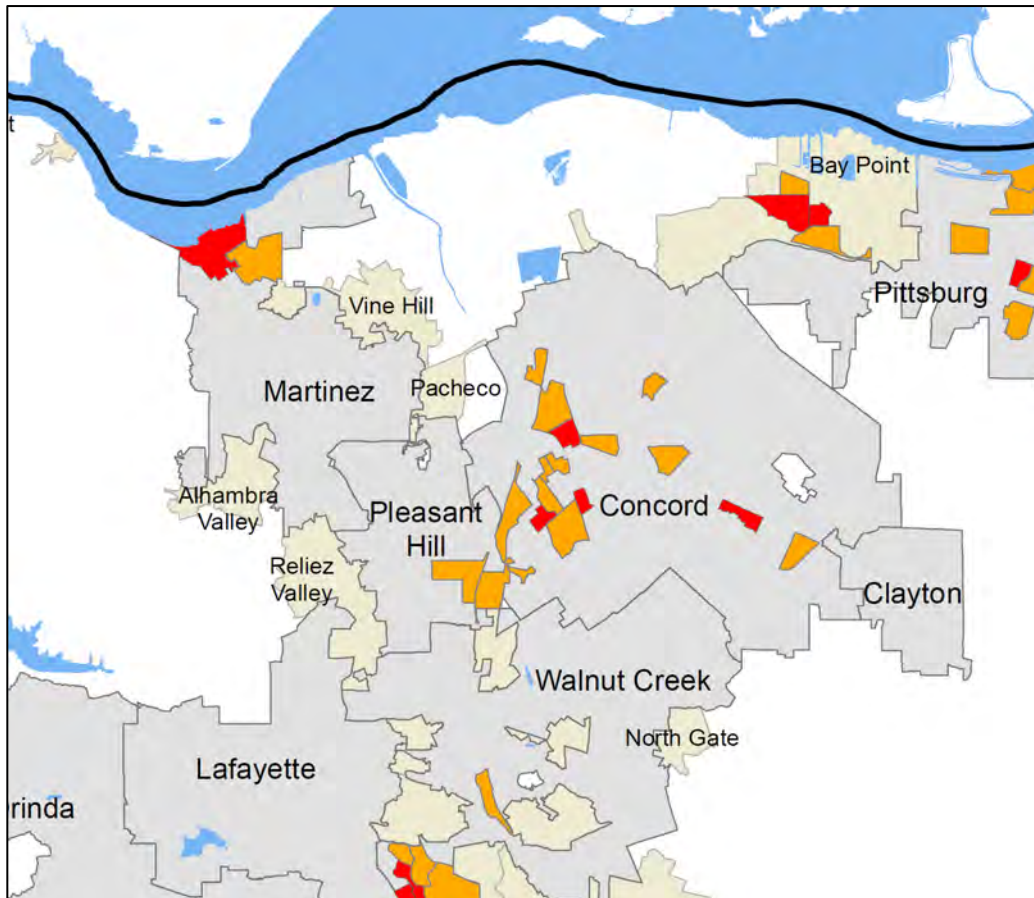 t
Bay Point
Pittsburg
Vine Hill
Martinez
Pacheco
Alhambra
Valley
Pleasant
Hill
Concord
Reliez
Valley
Clayton
Walnut Creek
North Gate
Lafayette
rinda